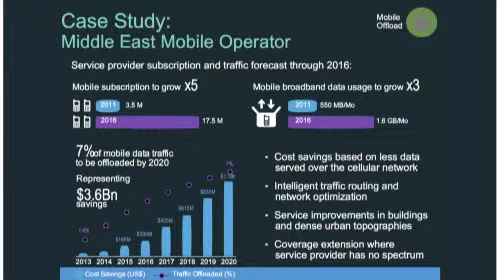 Case Study:
Middle East Mobile Operator
Mobile
Offload
Service provider subscription and traffic forecast through 2016:
Mobile subscription to grow x5
2011
3.5 M
2016
17.5 M
Mobile broadband data usage to grow x3
2011
550 MB/Mo
2016
1.6 GB/Mo
7% of mobile data traffic
to be offloaded by 2020
Representing
$3.6Bn
savings
7%
2013 2014 2015 2016 2017 2018 2019 2020
Cost Savings (US$)
Traffic Offloaded (%)
• Cost savings based on less data
served over the cellular network
• Intelligent traffic routing and
network optimization
• Service improvements in buildings
and dense urban topographies
• Coverage extension where
service provider has no spectrum